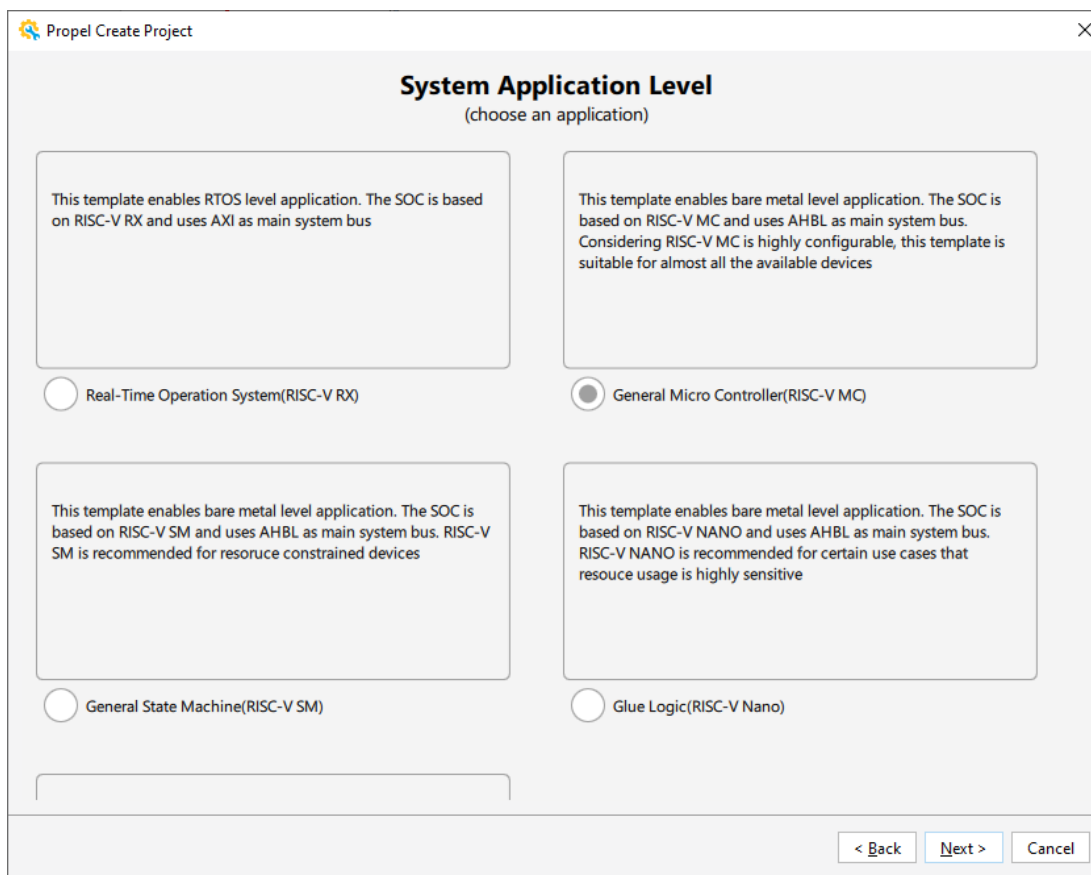 Propel Create Project
System Application Level
(choose an application)
This template enables RTOS level application. The SOC is based
on RISC-V RX and uses AXI as main system bus
Real-Time Operation System(RISC-V RX)
This template enables bare metal level application. The SOC is
based on RISC-V MC and uses AHBL as main system bus.
Considering RISC-V MC is highly configurable, this template is
suitable for almost all the available devices
General Micro Controller(RISC-V MC)
This template enables bare metal level application. The SOC is
based on RISC-V SM and uses AHBL as main system bus. RISC-V
SM is recommended for resoruce constrained devices
General State Machine(RISC-V SM)
This template enables bare metal level application. The SOC is
based on RISC-V NANO and uses AHBL as main system bus.
RISC-V NANO is recommended for certain use cases that
resouce usage is highly sensitive
Glue Logic(RISC-V Nano)
< Back
Next >
Cancel